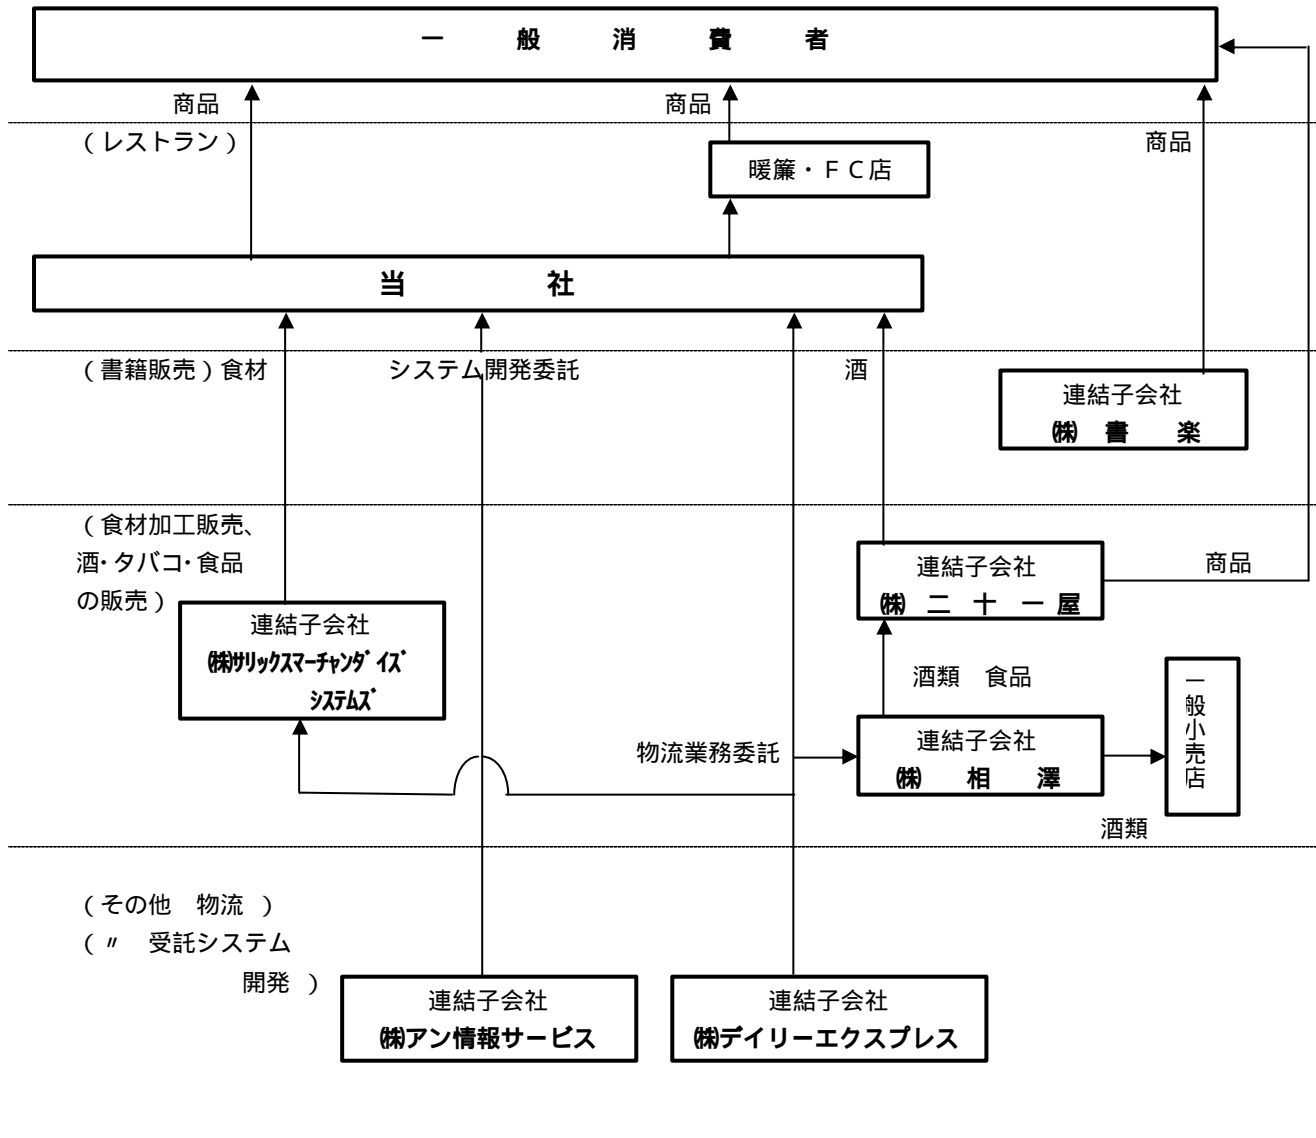 一 般 消 費 者
商品
商品
(レストラン)
商品
暖簾・FC店
当 社
(書籍販売)食材
システム開発委託
酒
連結子会社
㈱ 書 楽
(食材加工販売、
酒・タバコ・食品
の販売)
連結子会社
㈱ 二 十 一 屋
商品
連結子会社
㈱ｻﾘｯｸｽﾏｰﾁｬﾝﾀﾞｲｽﾞ
ｼｽﾃﾑｽﾞ
酒類 食品
一般小売店
物流業務委託
連結子会社
㈱ 相 澤
酒類
(その他 物流 )
(〃 受託システム
開発 )
連結子会社
㈱アン情報サービス
連結子会社
㈱デイリーエクスプレス